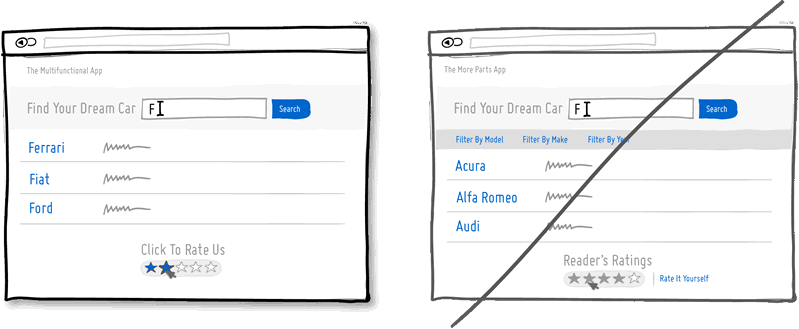 The Multifunctional App
Find Your Dream Car
F
Search
Ferrari
Fiat
Ford
Click To Rate Us
The More Parts App
Find Your Dream Car
F
Search
Filter By Model
Filter By Make
Filter By Year
Acura
Alfa Romeo
Audi
Reader's Ratings
Rate It Yourself